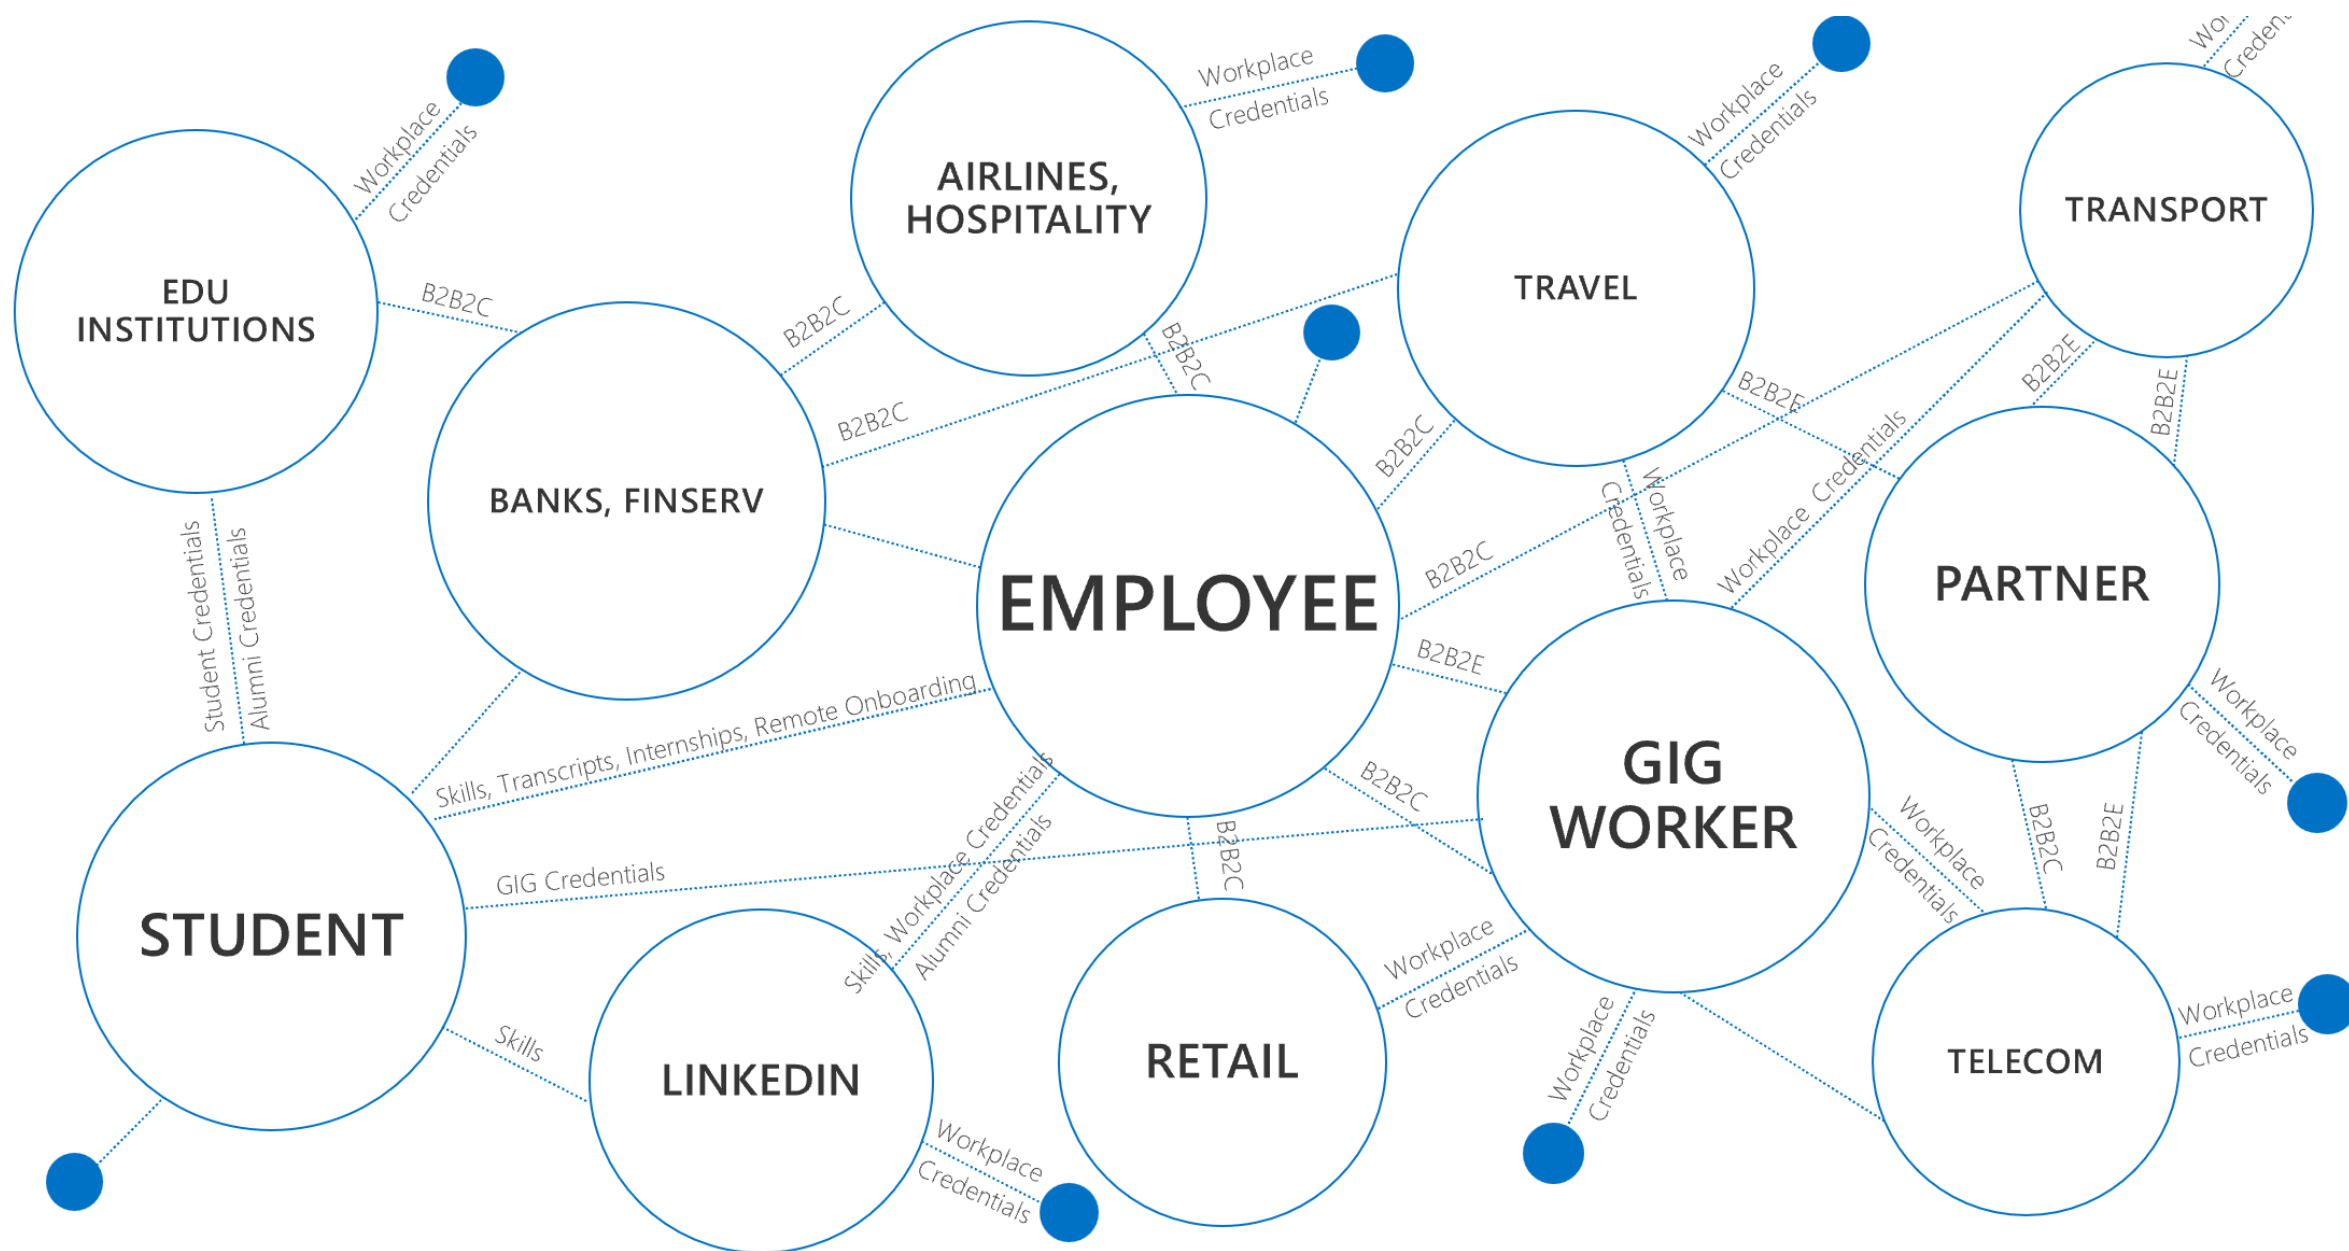 Workplace
Credentials
Workplace
Credentials
Workplace
Credentials
EDU
INSTITUTIONS
AIRLINES,
HOSPITALITY
TRAVEL
TRANSPORT
B2B2C
B2B2C
B2B2C
B2B2C
B2B2C
B2B2E
B2B2E
B2B2E
BANKS, FINSERV
EMPLOYEE
PARTNER
Student Credentials
Alumni Credentials
Workplace
Credentials
Workplace Credentials
B2B2C
B2B2E
Skills, Transcripts, Internships, Remote Onboarding
Skills, Workplace Credentials
Alumni Credentials
B2B2C
B2B2C
GIG
WORKER
Workplace
Credentials
Workplace
Credentials
B2B2C
B2B2E
GIG Credentials
STUDENT
Skills
LINKEDIN
RETAIL
TELECOM
Workplace
Credentials
Workplace
Credentials
Workplace
Credentials
Workplace
Credentials